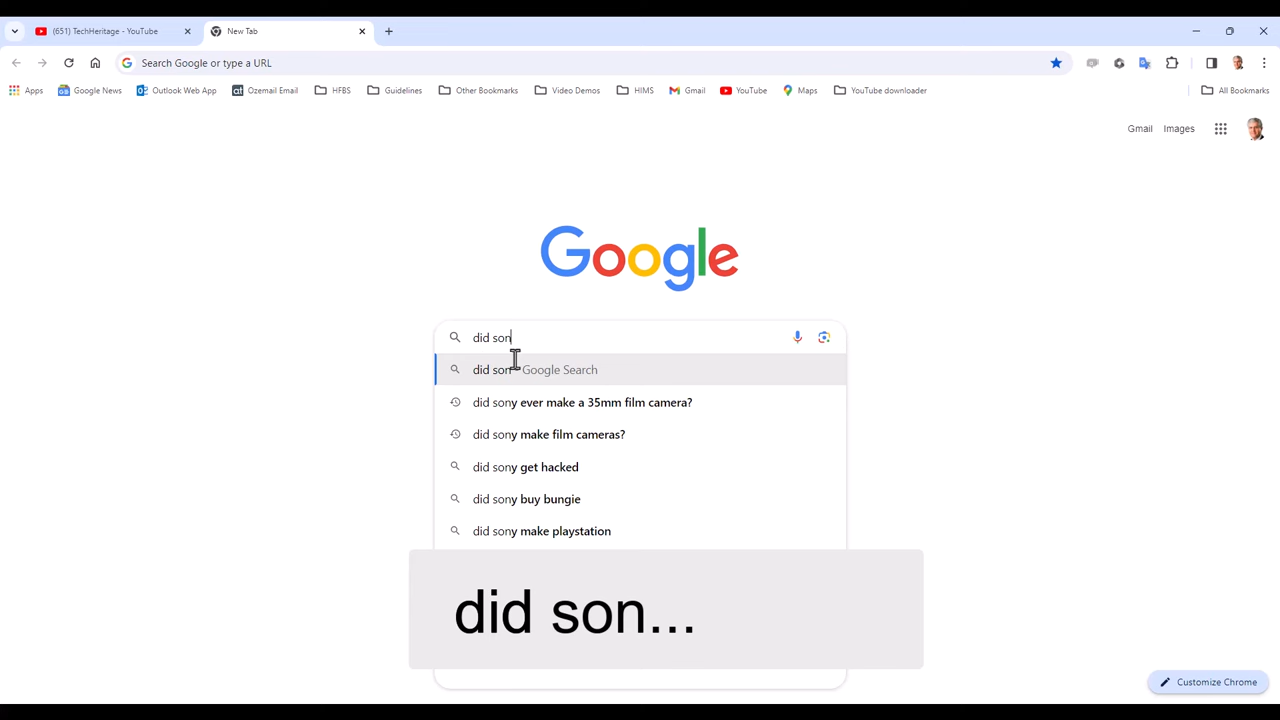 (651) TechHeritage - YouTube
New Tab
Search Google or type a URL
Apps
Google News
Outlook Web App
Ozemail Email
HFBS
Guidelines
Other Bookmarks
Video Demos
HIMS
Gmail
YouTube
Maps
YouTube downloader
All Bookmarks
Gmail
Images
Google
did son
did son - Google Search
did sony ever make a 35mm film camera?
did sony make film cameras?
did sony get hacked
did sony buy bungie
did sony make playstation
did son...
Customize Chrome